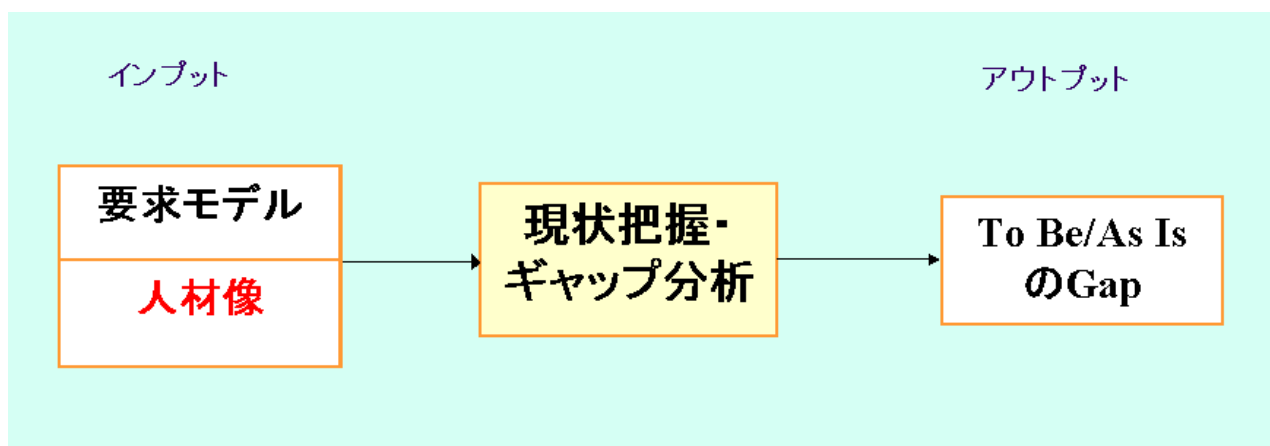 インプット
アウトプット
要求モデル
人材像
現状把握・
ギャップ分析
To Be/As Is
のGap